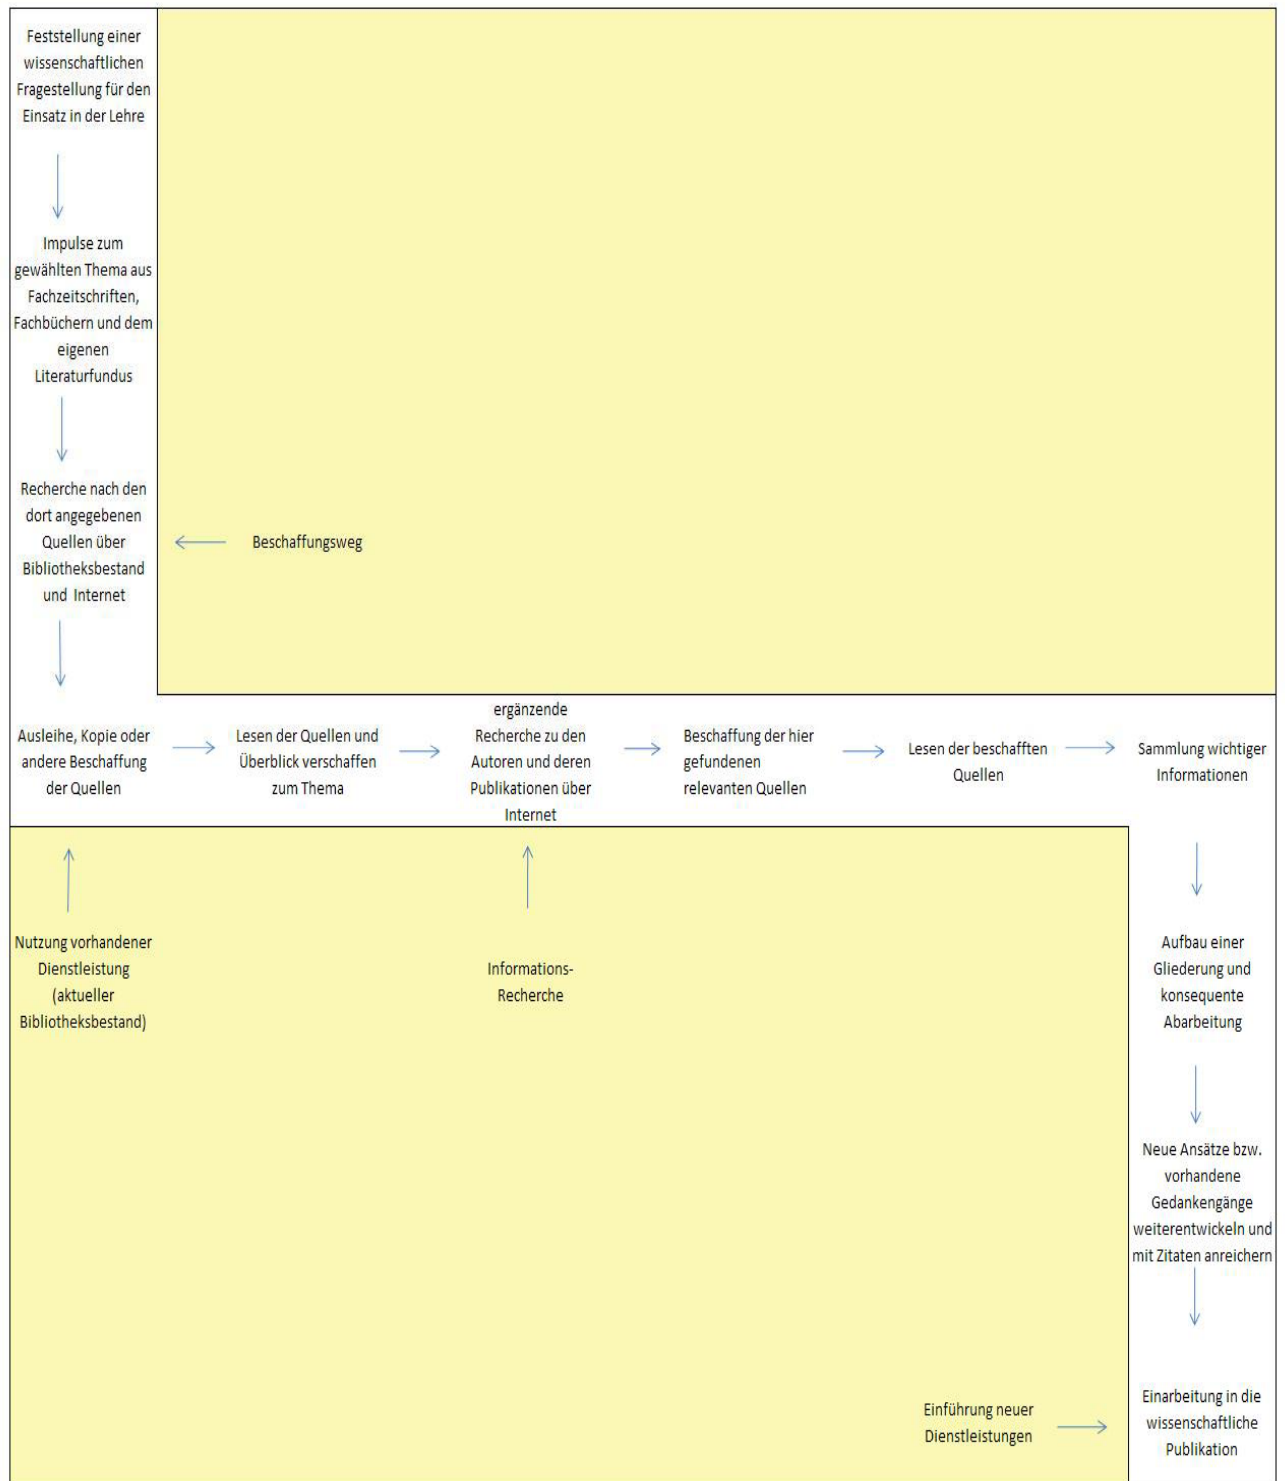 Feststellung einer
wissenschaftlichen
Fragestellung für den
Einsatz in der Lehre
Impulse zum
gewählten Thema aus
Fachzeitschriften,
Fachbüchern und dem
eigenen
Literaturfundus
Recherche nach den
dort angegebenen
Quellen über
Bibliotheksbestand
und Internet
Beschaffungsweg
Ausleihe, Kopie oder
andere Beschaffung
der Quellen
Lesen der Quellen und
Überblick verschaffen
zum Thema
ergänzende
Recherche zu den
Autoren und deren
Publikationen über
Internet
Beschaffung der hier
gefundenen
relevanten Quellen
Lesen der beschafften
Quellen
Sammlung wichtiger
Informationen
Nutzung vorhandener
Dienstleistung
(aktueller
Bibliotheksbestand)
Informations-
Recherche
Aufbau einer
Gliederung und
konsequente
Abarbeitung
Neue Ansätze bzw.
vorhandene
Gedankengänge
weiterentwickeln und
mit Zitaten anreichern
Einführung neuer
Dienstleistungen
Einarbeitung in die
wissenschaftliche
Publikation